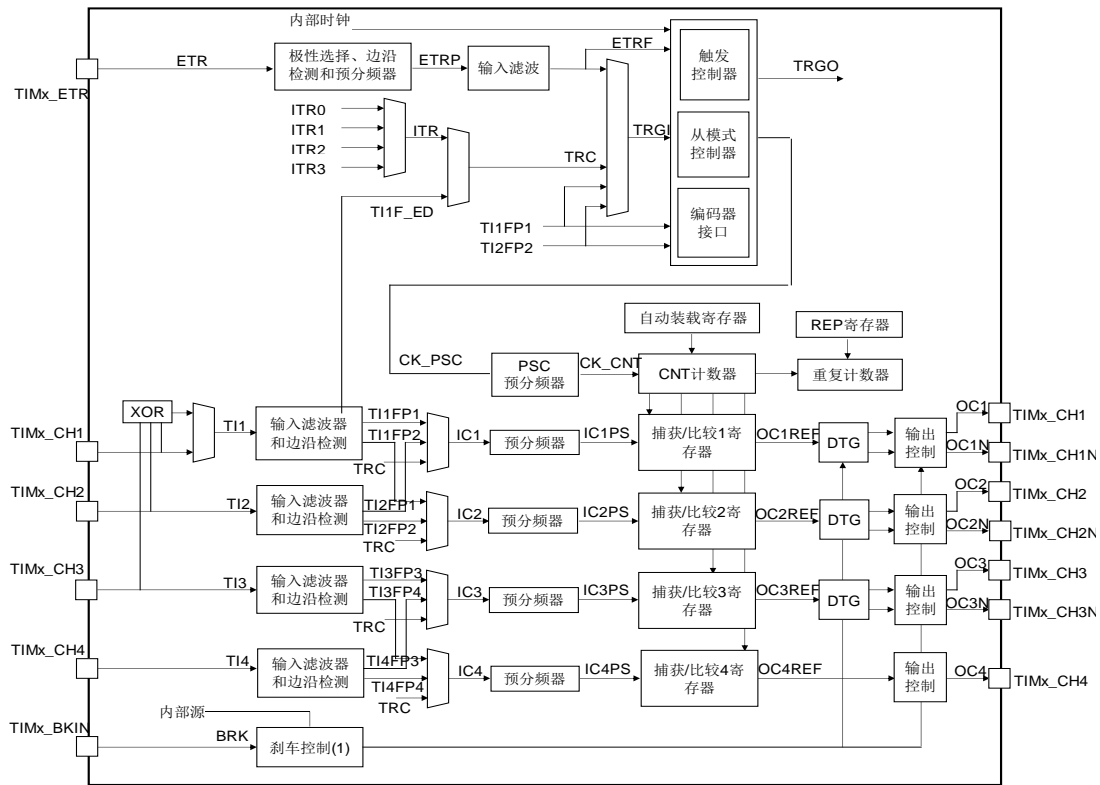 内部时钟
TIMx_ETR
ETR
极性选择、边沿
检测和预分频器
ETRP
输入滤波
ETRF
触发
控制器
TRGO
ITR0
ITR1
ITR2
ITR3
ITR
TRC
TRGI
从模式
控制器
TI1F_ED
TI1FP1
TI2FP2
编码器
接口
自动装载寄存器
REP寄存器
CK_PSC
PSC
预分频器
CK_CNT
CNT计数器
重复计数器
TIMx_CH1
XOR
TI1
输入滤波器
和边沿检测
TI1FP1
TI1FP2
TRC
IC1
预分频器
IC1PS
捕获/比较1寄
存器
OC1REF
DTG
输出
控制
OC1
TIMx_CH1
OC1N
TIMx_CH1N
TIMx_CH2
TI2
输入滤波器
和边沿检测
TI2FP1
TI2FP2
TRC
IC2
预分频器
IC2PS
捕获/比较2寄
存器
OC2REF
DTG
输出
控制
OC2
TIMx_CH2
OC2N
TIMx_CH2N
TIMx_CH3
TI3
输入滤波器
和边沿检测
TI3FP3
TI3FP4
TRC
IC3
预分频器
IC3PS
捕获/比较3寄
存器
OC3REF
DTG
输出
控制
OC3
TIMx_CH3
OC3N
TIMx_CH3N
TIMx_CH4
TI4
输入滤波器
和边沿检测
TI4FP3
TI4FP4
TRC
IC4
预分频器
IC4PS
捕获/比较4寄
存器
OC4REF
输出
控制
OC4
TIMx_CH4
内部源
TIMx_BKIN
BRK
刹车控制(1)